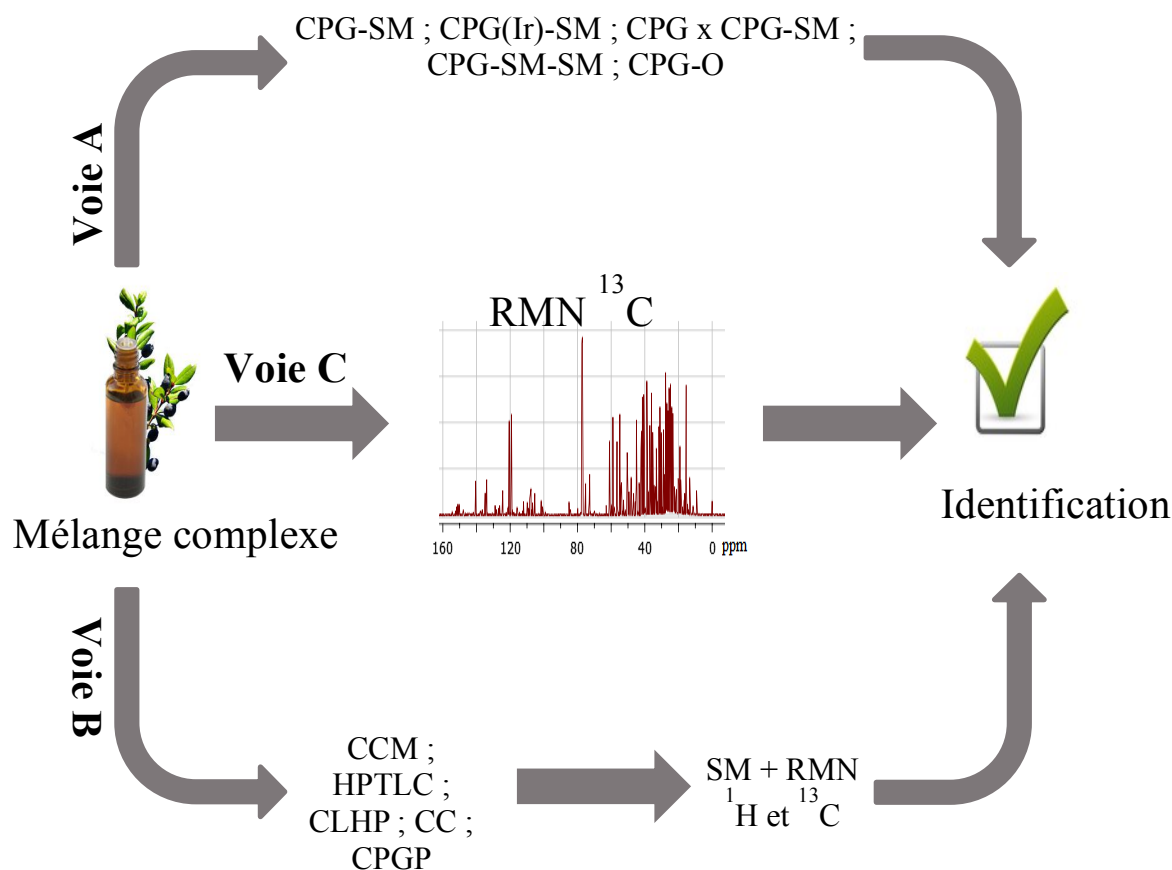 CPG-SM ; CPG(Ir)-SM ; CPG x CPG-SM ;
CPG-SM-SM ; CPG-O
Voie A
RMN ¹³C
Voie C
160 120 80 40 0 ppm
Mélange complexe
Identification
Voie B
CCM ;
HPTLC ;
CLHP ; CC ;
CPGP
SM + RMN
¹H et ¹³C